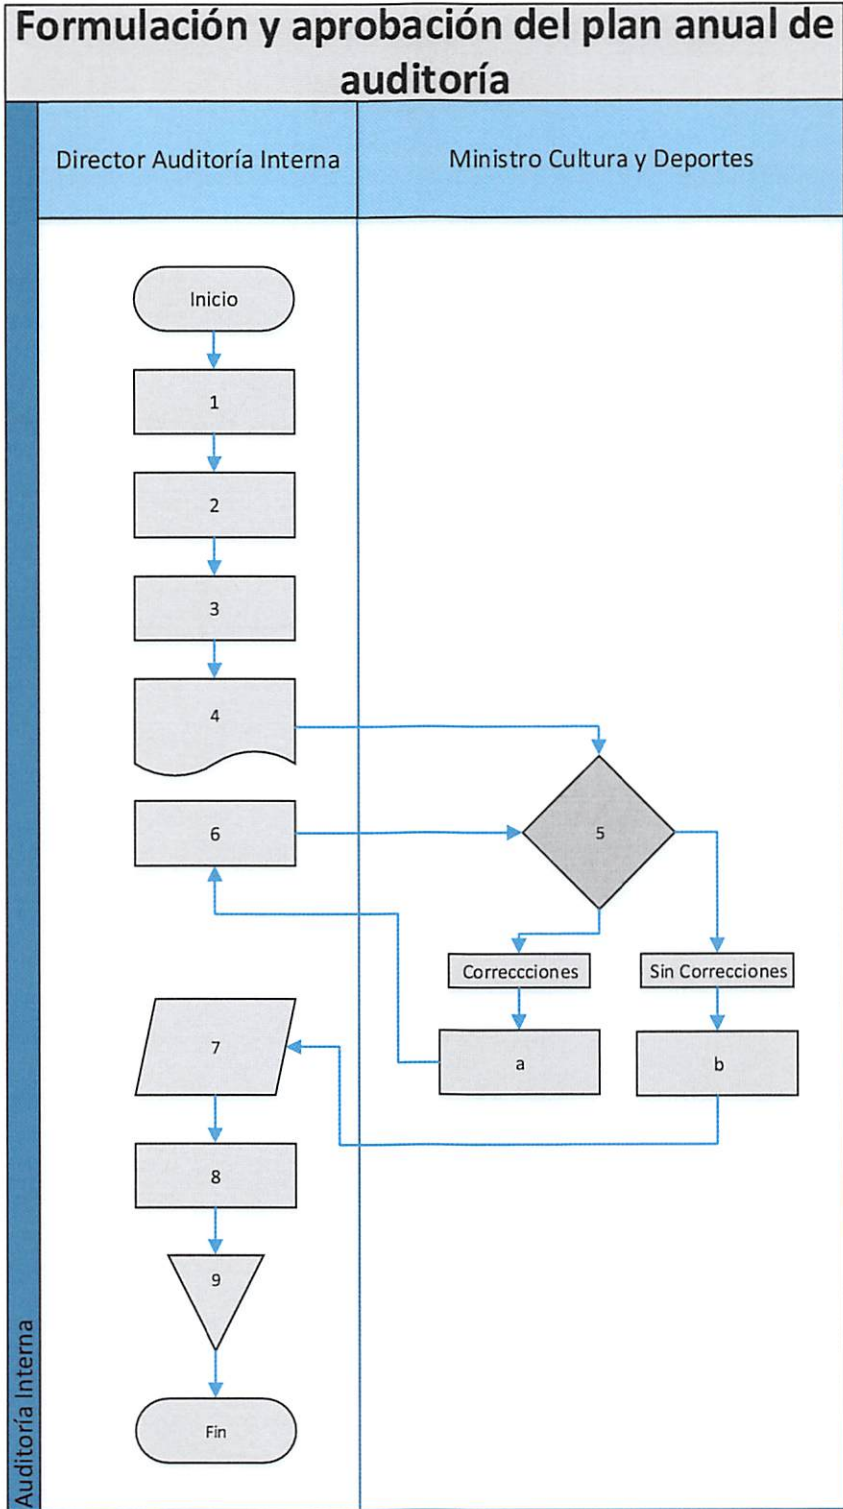 Formulación y aprobación del plan anual de
auditoría
Director Auditoría Interna
Ministro Cultura y Deportes
Inicio
1
2
3
4
5
6
Correccciones
Sin Correcciones
7
a
b
8
9
Fin
Auditoría Interna